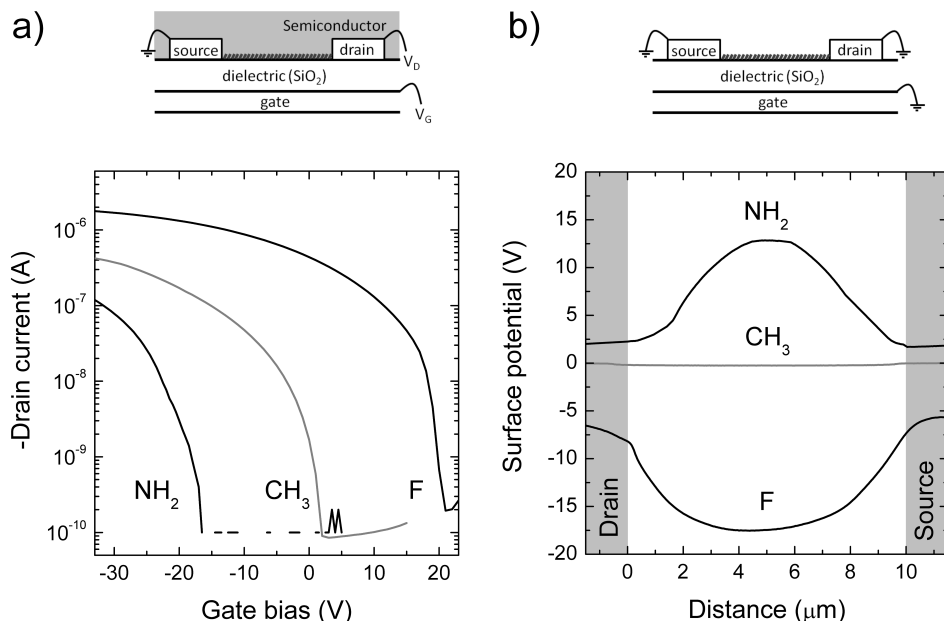 a)
Semiconductor
source
drain
V_D
dielectric (SiO₂)
gate
V_G
10⁻⁶
10⁻⁷
10⁻⁸
10⁻⁹
10⁻¹⁰
-Drain current (A)
NH₂
CH₃
F
-30 -20 -10 0 10 20
Gate bias (V)
b)
source
drain
dielectric (SiO₂)
gate
20
15
10
5
0
-5
-10
-15
-20
Surface potential (V)
NH₂
CH₃
F
Drain
Source
0 2 4 6 8 10
Distance (μm)